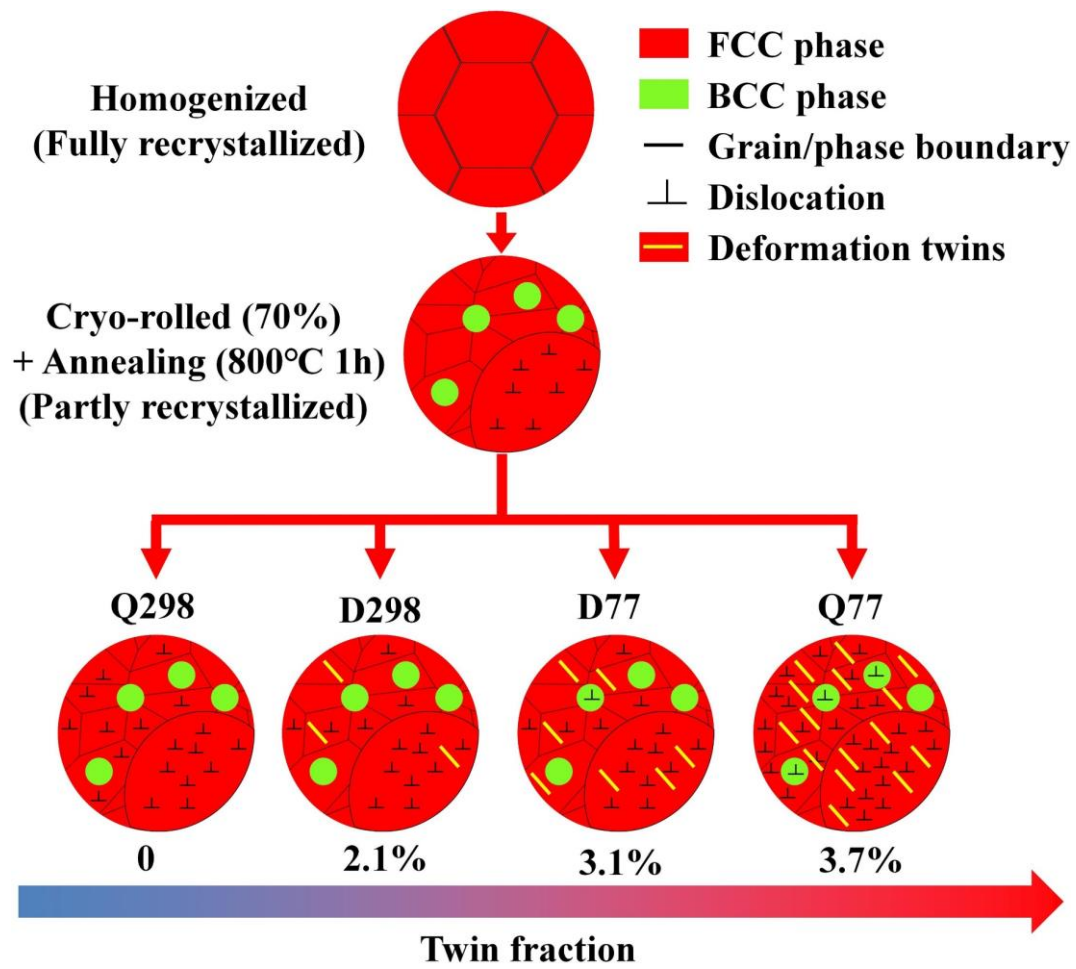 Homogenized
(Fully recrystallized)
FCC phase
BCC phase
Grain/phase boundary
Dislocation
Deformation twins
Cryo-rolled (70%)
+ Annealing (800℃ 1h)
(Partly recrystallized)
Q298
D298
D77
Q77
0
2.1%
3.1%
3.7%
Twin fraction